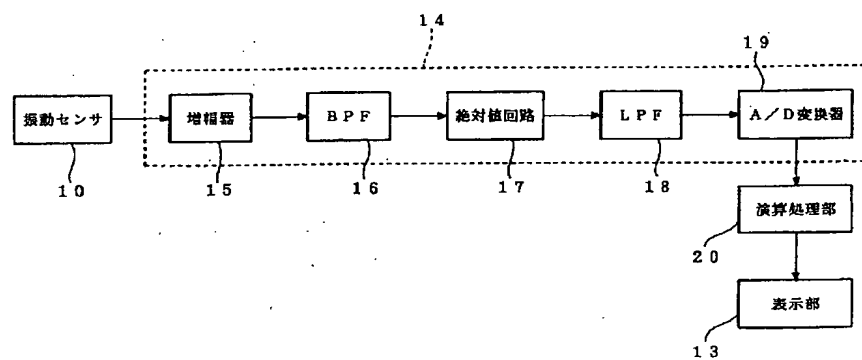 14
19
振動センサ
増幅器
BPF
絶対値回路
LPF
A/D変換器
10
15
16
17
18
演算処理部
20
表示部
13